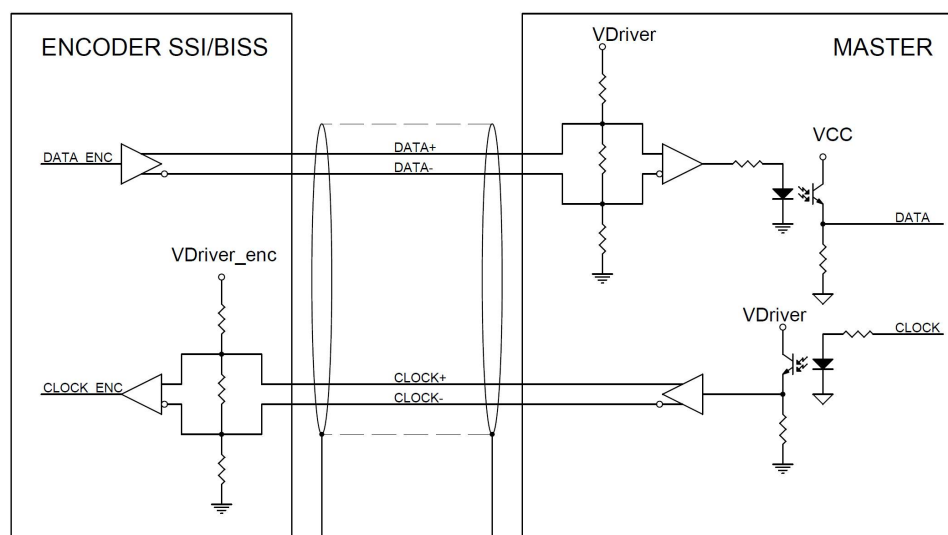 ENCODER SSI/BISS
VDriver
MASTER
DATA_ENC
DATA+
DATA-
VCC
DATA
VDriver_enc
VDriver
CLOCK
CLOCK_ENC
CLOCK+
CLOCK-